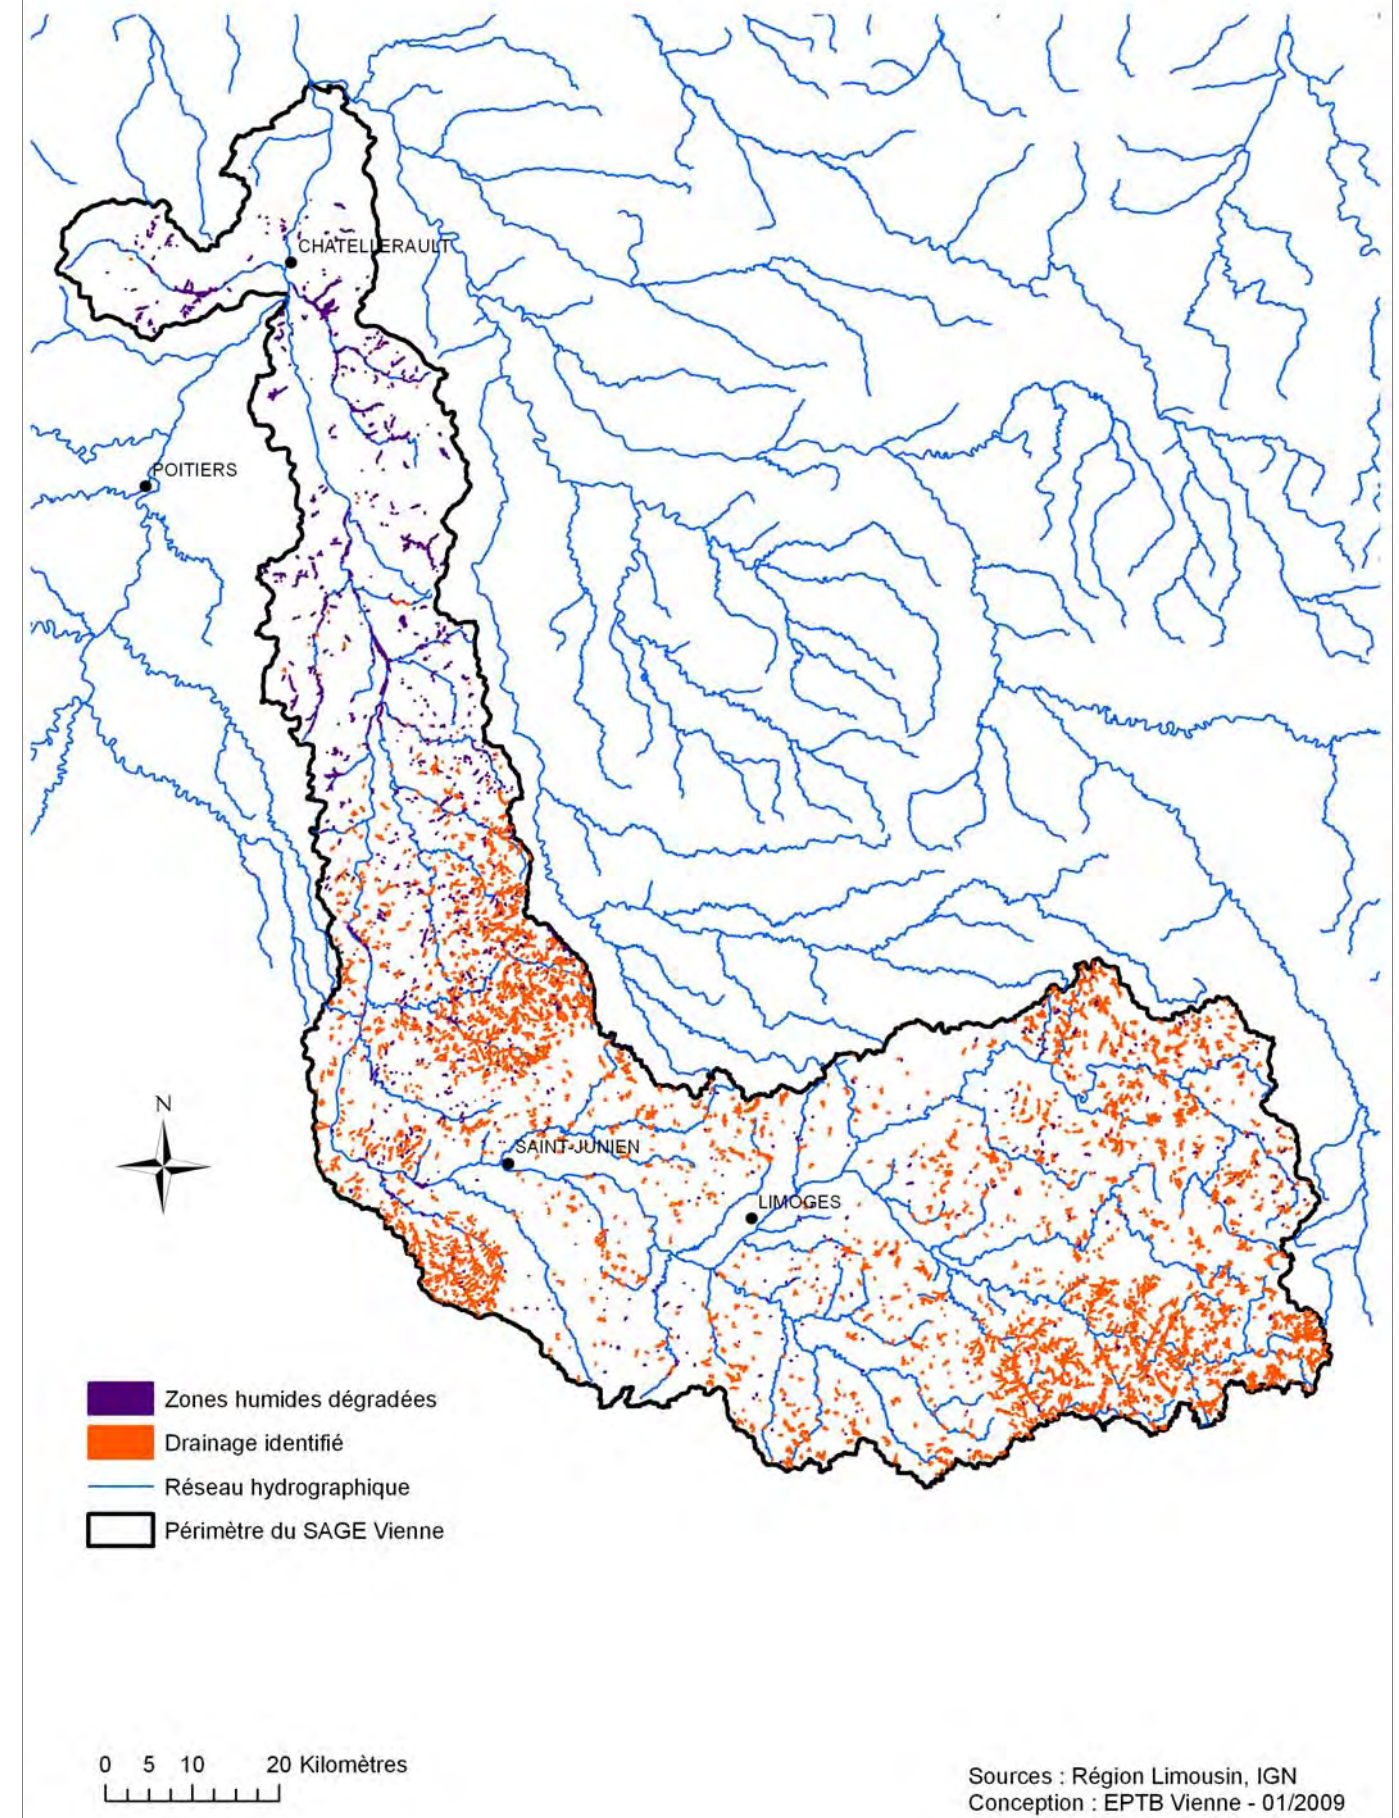 CHATELLERAULT
POITIERS
N
SAINT-JUNIEN
LIMOGES
Zones humides dégradées
Drainage identifié
Réseau hydrographique
Périmètre du SAGE Vienne
0 5 10 20 Kilomètres
Sources : Région Limousin, IGN
Conception : EPTB Vienne - 01/2009